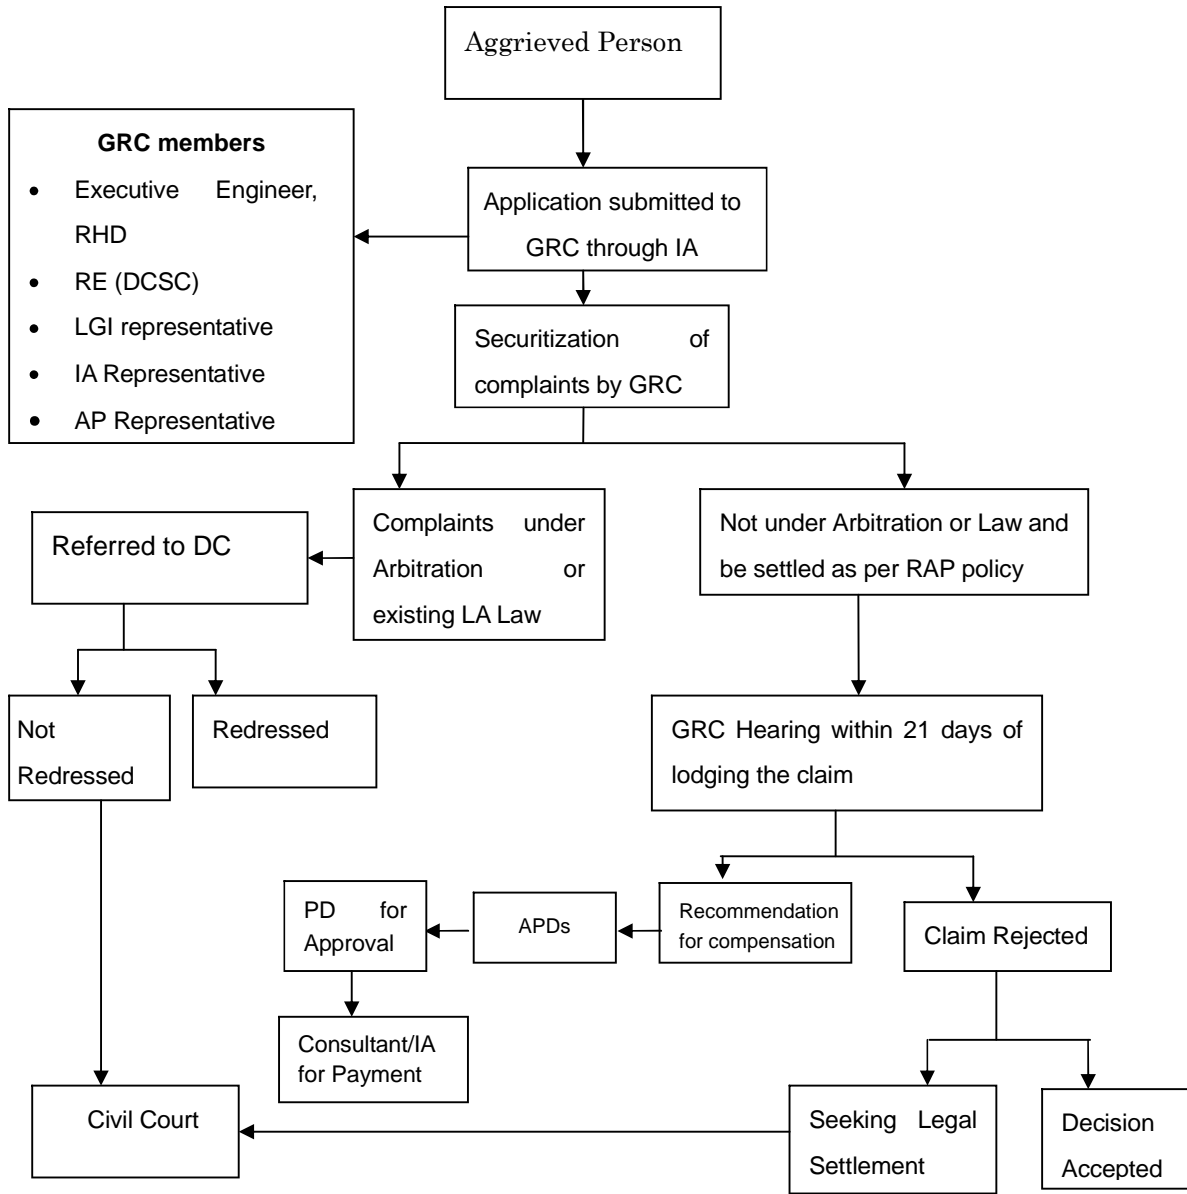 Aggrieved Person
GRC members
• Executive Engineer,
RHD
• RE (DCSC)
• LGI representative
• IA Representative
• AP Representative
Application submitted to
GRC through IA
Securitization of
complaints by GRC
Referred to DC
Complaints under
Arbitration or
existing LA Law
Not under Arbitration or Law and
be settled as per RAP policy
Not
Redressed
Redressed
GRC Hearing within 21 days of
lodging the claim
PD for
Approval
APDs
Recommendation
for compensation
Claim Rejected
Consultant/IA
for Payment
Civil Court
Seeking Legal
Settlement
Decision
Accepted